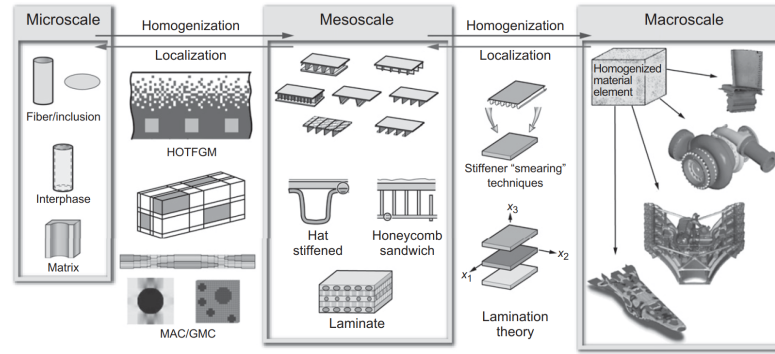 Microscale
Homogenization
Localization
Mesoscale
Homogenization
Localization
Macroscale
Fiber/inclusion
Interphase
Matrix
HOTFGM
MAC/GMC
Hat
stiffened
Honeycomb
sandwich
Laminate
Stiffener “smearing”
techniques
x3
x2
x1
Lamination
theory
Homogenized
material
element